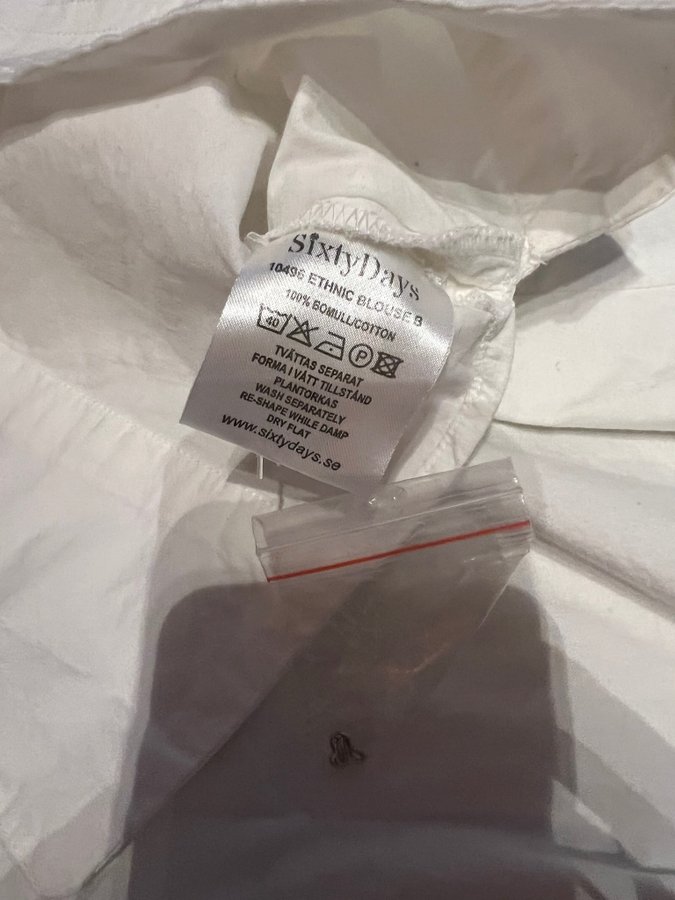 SixtyDays
10496 ETHNIC BLOUSE B
100% BOMULL/COTTON
40 P
TVÄTTAS SEPARAT
FORMA I VÅTT TILLSTÅND
PLANTORKAS
WASH SEPARATELY
RE-SHAPE WHILE DAMP
DRY FLAT
www.sixtydays.se